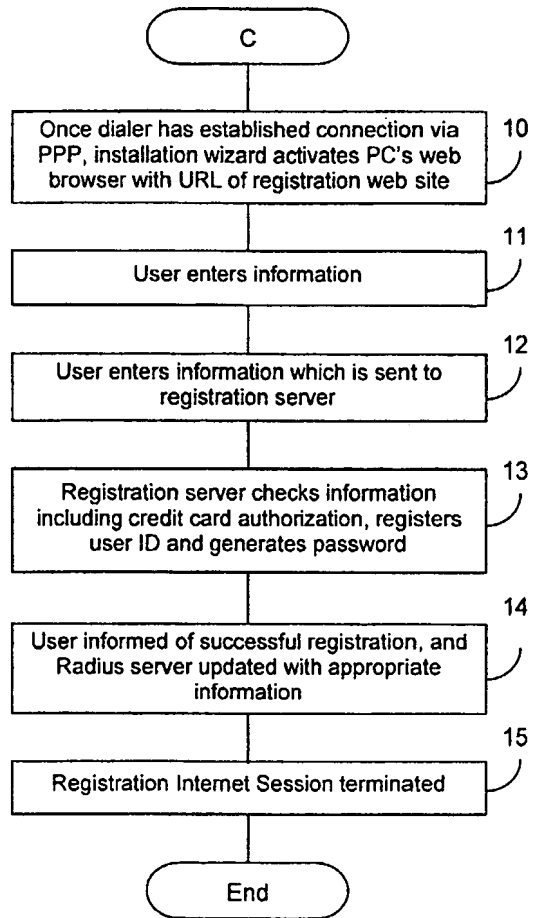 C
Once dialer has established connection via
PPP, installation wizard activates PC's web
browser with URL of registration web site
10
User enters information
11
User enters information which is sent to
registration server
12
Registration server checks information
including credit card authorization, registers
user ID and generates password
13
User informed of successful registration, and
Radius server updated with appropriate
information
14
Registration Internet Session terminated
15
End